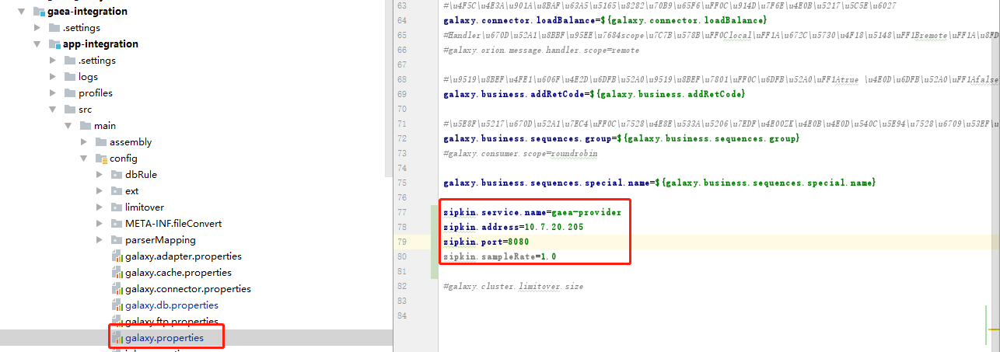 gaea-integration
.settings
app-integration
.settings
logs
profiles
src
main
assembly
config
dbRule
ext
limitover
META-INF.fileConvert
parserMapping
galaxy.adapter.properties
galaxy.cache.properties
galaxy.connector.properties
galaxy.db.properties
galaxy.ftp.properties
galaxy.properties
63 #\u4F5C\u4E3A\u901A\u8BAF\u63A5\u5165\u8282\u70B9\u65F6\uFF0C\u914D\u7F6E\u4E0B\u5217\u5C5E\u6027
64 galaxy.connector.loadBalance=${galaxy.connector.loadBalance}
65 #Handler\u670D\u52A1\u8BBF\u95EE\u7684scope\u7C7B\u578B\uFF0Clocal\uFF1A\u672C\u5730\u4F18\u5148\uFF1Bremote\uFF1A\u8FD
66 #galaxy.orion.message.handler.scope=remote
67
68 #\u9519\u8BEF\u4FE1\u606F\u4E2D\u6DFB\u52A0\u9519\u8BEF\u7801\uFF0C\u6DFB\u52A0\uFF1Atrue \u4E0D\u6DFB\u52A0\uFF1Afalse
69 galaxy.business.addRetCode=${galaxy.business.addRetCode}
70
71 #\u5E8F\u5217\u670D\u52A1\u7EC4\uFF0C\u7528\u4E8E\u533A\u5206\u7EDF\u4E00ZK\u4E0B\u4E0D\u540C\u5E94\u7528\u6709\u53EF\u
72 galaxy.business.sequences.group=${galaxy.business.sequences.group}
73 #galaxy.consumer.scope=roundrobin
74
75 galaxy.business.sequences.special.name=${galaxy.business.sequences.special.name}
76
77 zipkin.service.name=gaea-provider
78 zipkin.address=10.7.20.205
79 zipkin.port=8080
80 zipkin.sampleRate=1.0
81
82 #galaxy.cluster.limitover.size
83
84